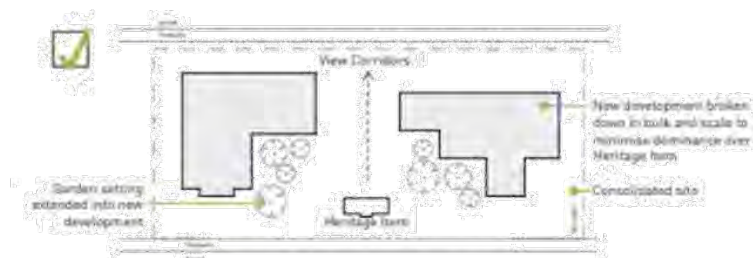 View Corridors
New development broken
down in bulk and scale to
minimise dominance over
Heritage Item
Garden setting
extended into new
development
Consolidated site
Heritage Item